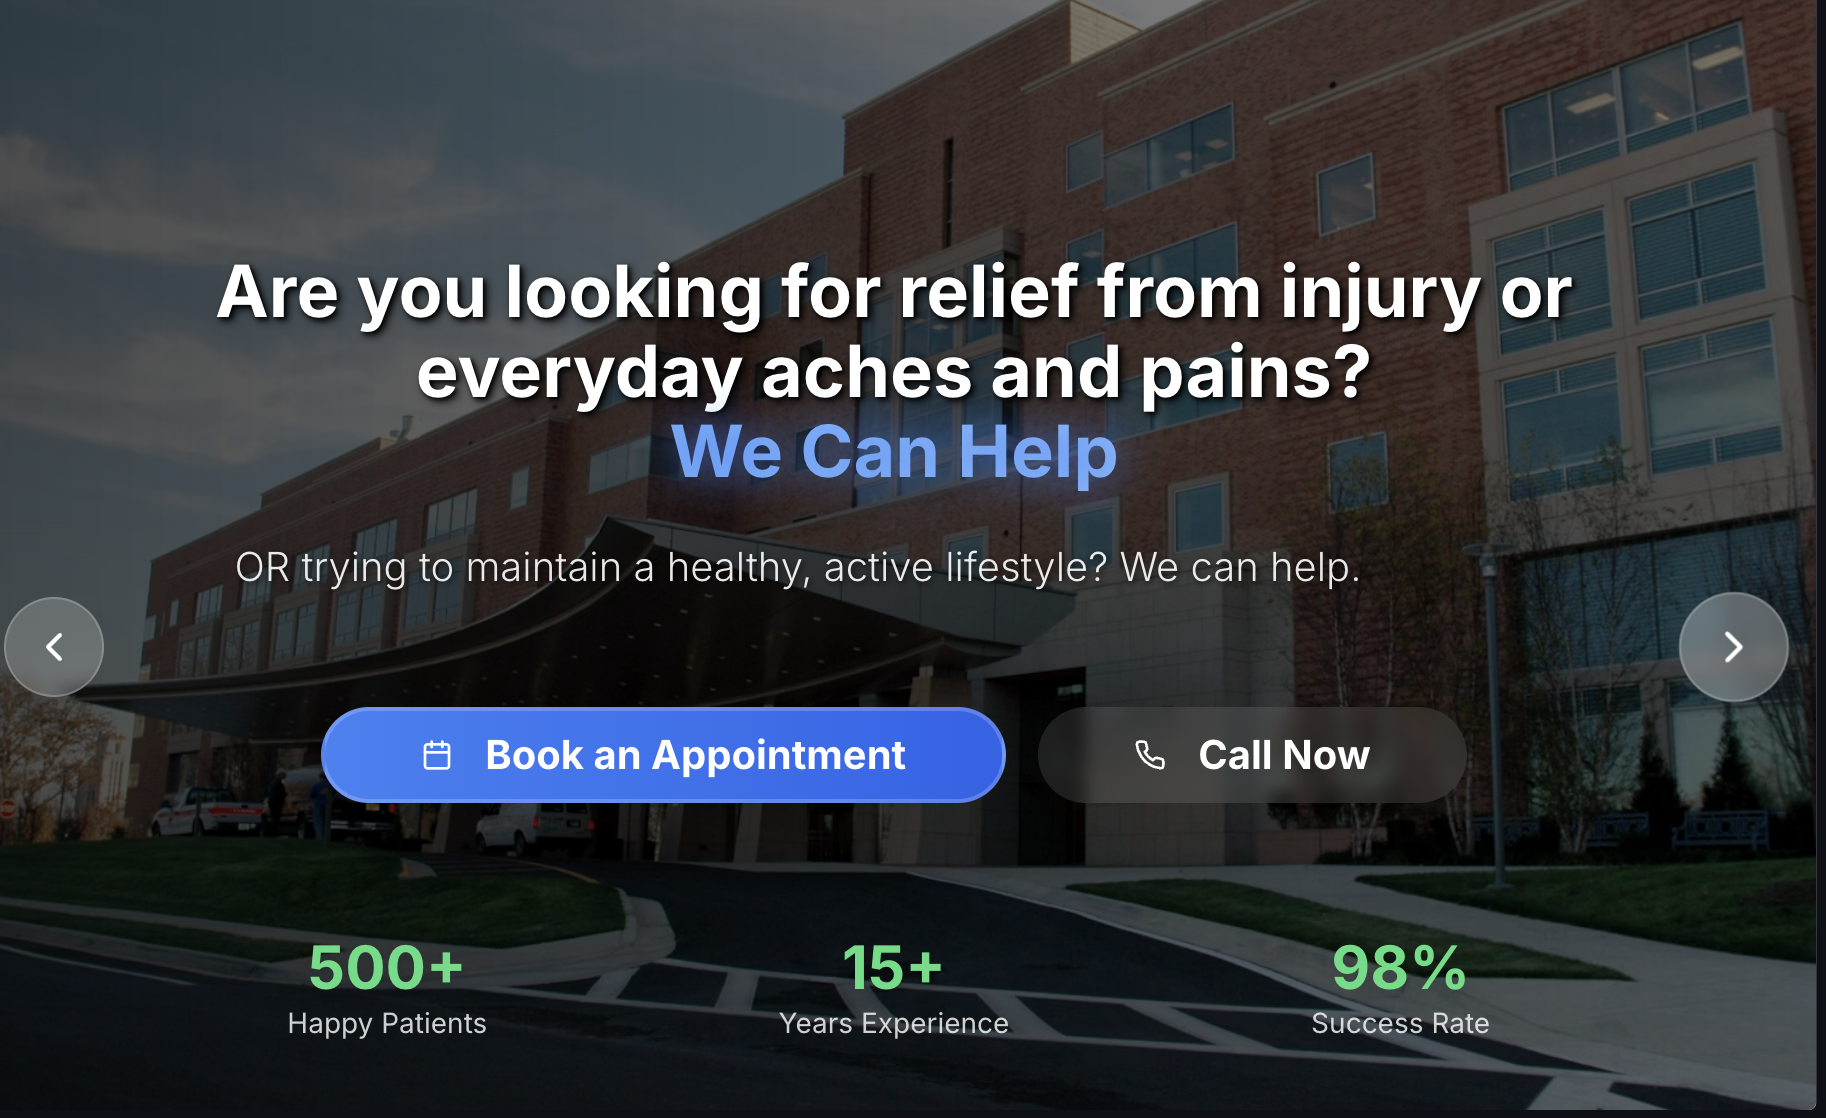 Are you looking for relief from injury or
everyday aches and pains?
We Can Help
OR trying to maintain a healthy, active lifestyle? We can help.
Book an Appointment
Call Now
500+
Happy Patients
15+
Years Experience
98%
Success Rate